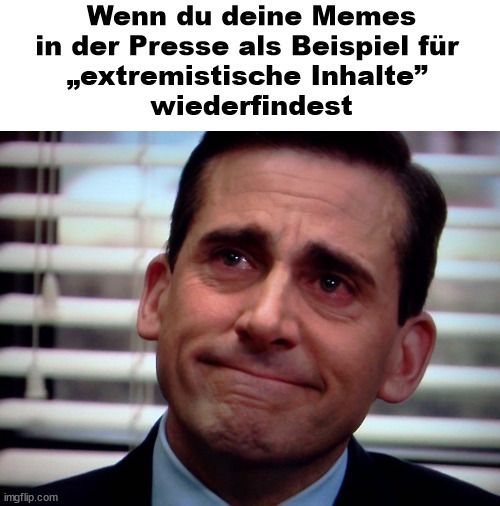 Wenn du deine Memes
in der Presse als Beispiel für
„extremistische Inhalte”
wiederfindest
imgflip.com